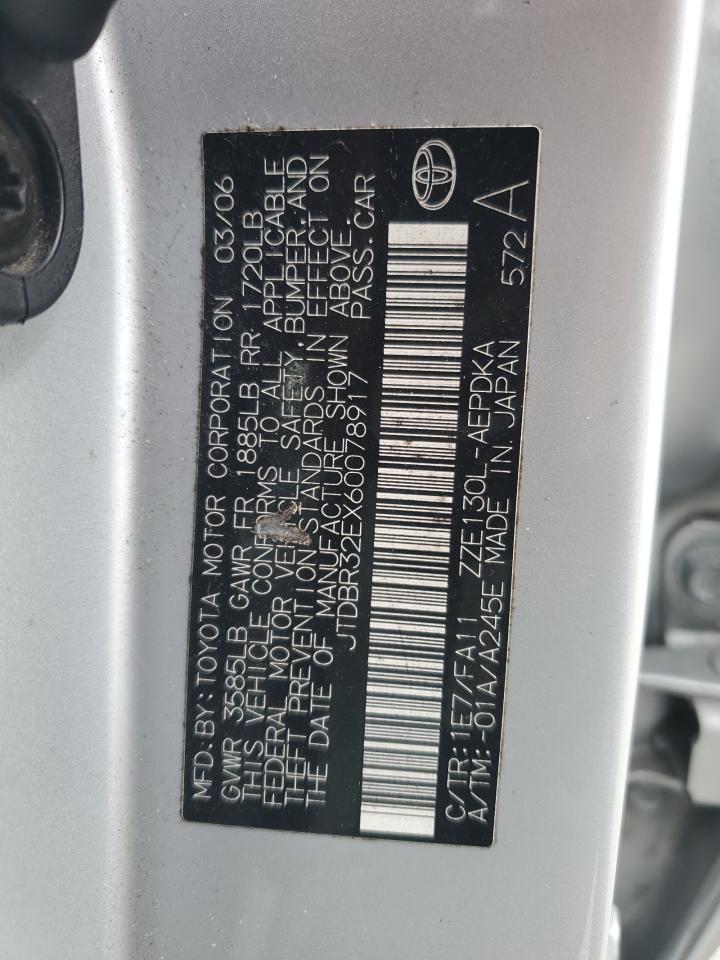 MFD.BY:TOYOTA MOTOR CORPORATION 03/06
GVWR 3585LB GAWR FR 1885LB RR 1720LB
THIS VEHICLE CONFORMS TO ALL APPLICABLE
FEDERAL MOTOR VEHICLE SAFETY, BUMPER, AND
THEFT PREVENTION STANDARDS IN EFFECT ON
THE DATE OF MANUFACTURE SHOWN ABOVE.
JTDBR32EX60078917 PASS.CAR
C/TR:1E7/FA11 ZZE130L-AEPDKA
A/TM:-01A/A245E MADE IN JAPAN 572 A